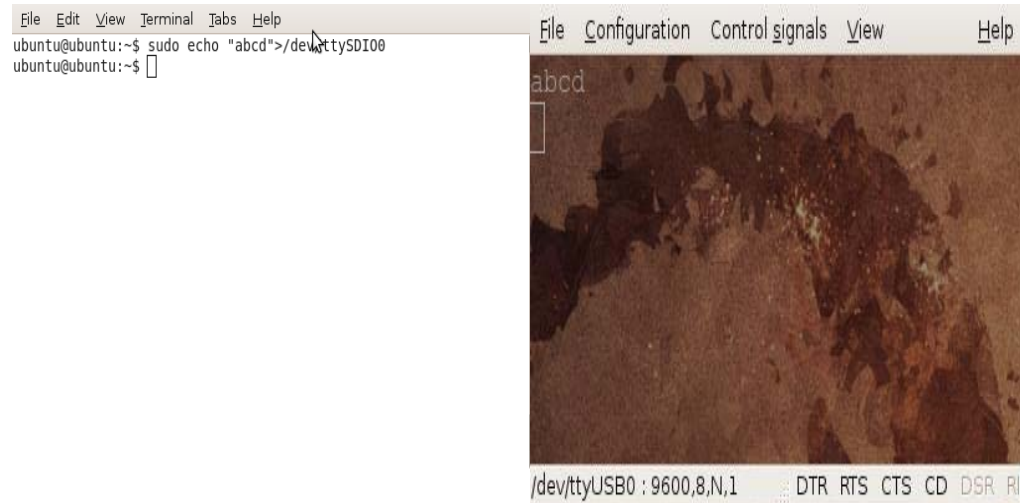 File Edit View Terminal Tabs Help
ubuntu@ubuntu:~$ sudo echo "abcd">/dev/ttySDIO0
ubuntu@ubuntu:~$
File Configuration Control signals View Help
abcd
/dev/ttyUSB0 : 9600,8,N,1 DTR RTS CTS CD DSR